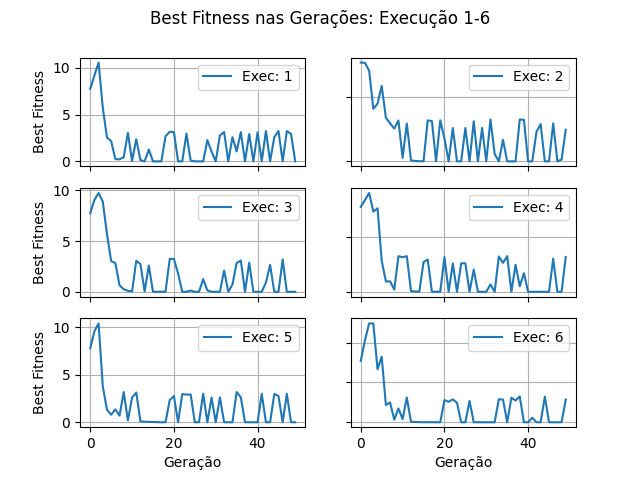 Best Fitness nas Gerações: Execução 1-6
10
5
0
Best Fitness
Exec: 1
Exec: 2
10
5
0
Best Fitness
Exec: 3
Exec: 4
10
5
0
Best Fitness
Exec: 5
Exec: 6
0 20 40
0 20 40
Geração
Geração